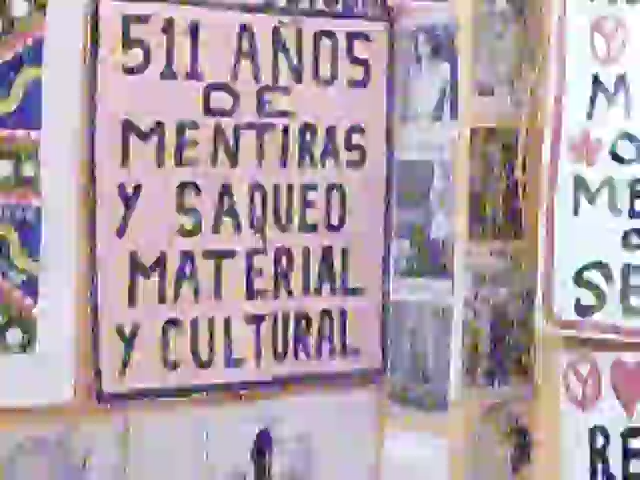 511 AÑOS
DE
MENTIRAS
Y SAQUEO
MATERIAL
Y CULTURAL